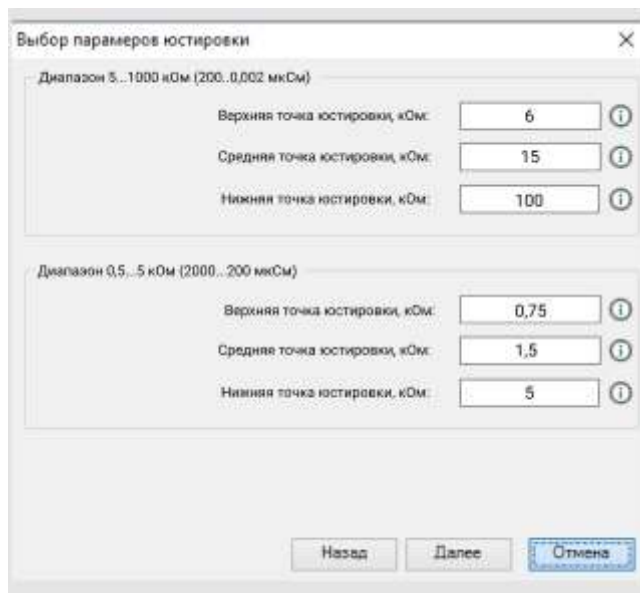 Выбор парамеров юстировки
Диапазон 5...1000 кОм (200..0,002 мкСм)
Верхняя точка юстировки, кОм: 6
Средняя точка юстировки, кОм: 15
Нижняя точка юстировки, кОм: 100
Диапазон 0,5...5 кОм (2000...200 мкСм)
Верхняя точка юстировки, кОм: 0,75
Средняя точка юстировки, кОм: 1,5
Нижняя точка юстировки, кОм: 5
Назад Далее Отмена